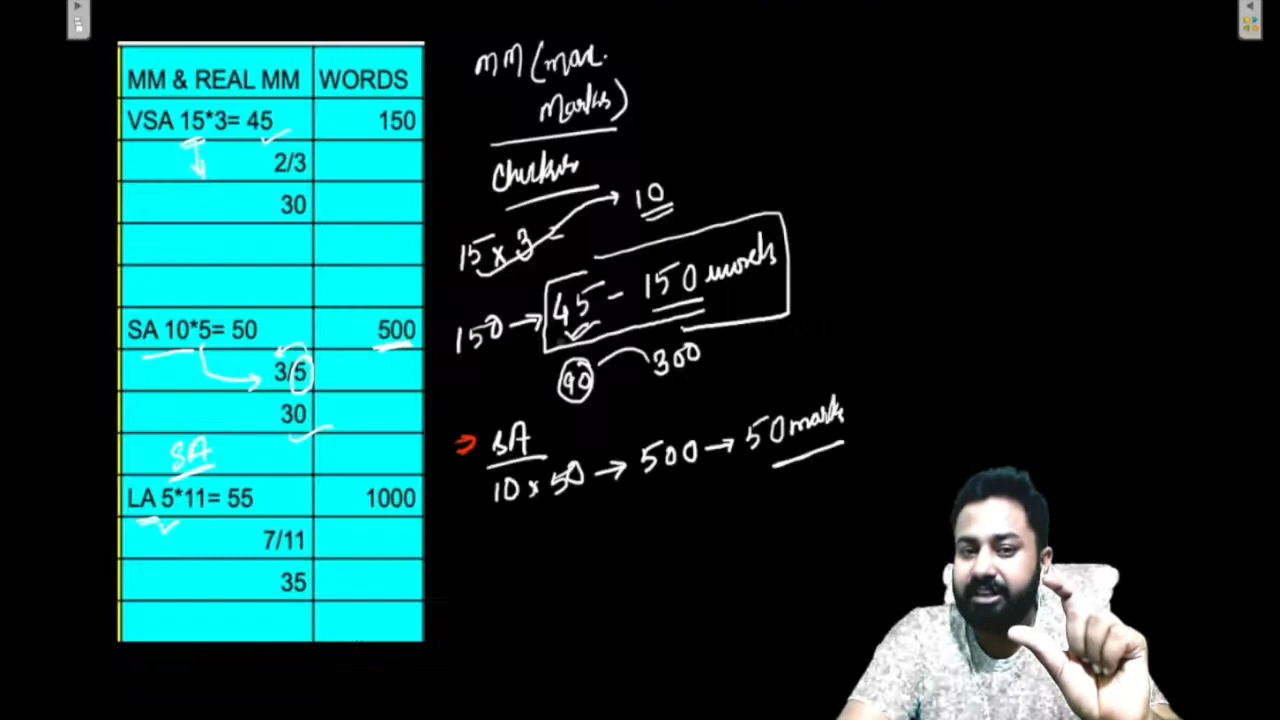 MM & REAL MM WORDS
VSA 15*3= 45 150
2/3
30
SA 10*5= 50 500
3/5
30
SA
LA 5*11= 55 1000
7/11
35
MM (max.
Marks)
15 x 3 10
150 → 45 - 150 words
90 300
⇒ SA
10 x 50 → 500 → 50 marks